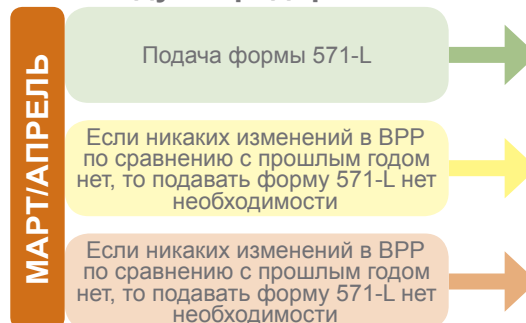 МАРТ/АПРЕЛЬ
Подача формы 571-L
Если никаких изменений в BPP
по сравнению с прошлым годом
нет, то подавать форму 571-L нет
необходимости
Если никаких изменений в BPP
по сравнению с прошлым годом
нет, то подавать форму 571-L нет
необходимости